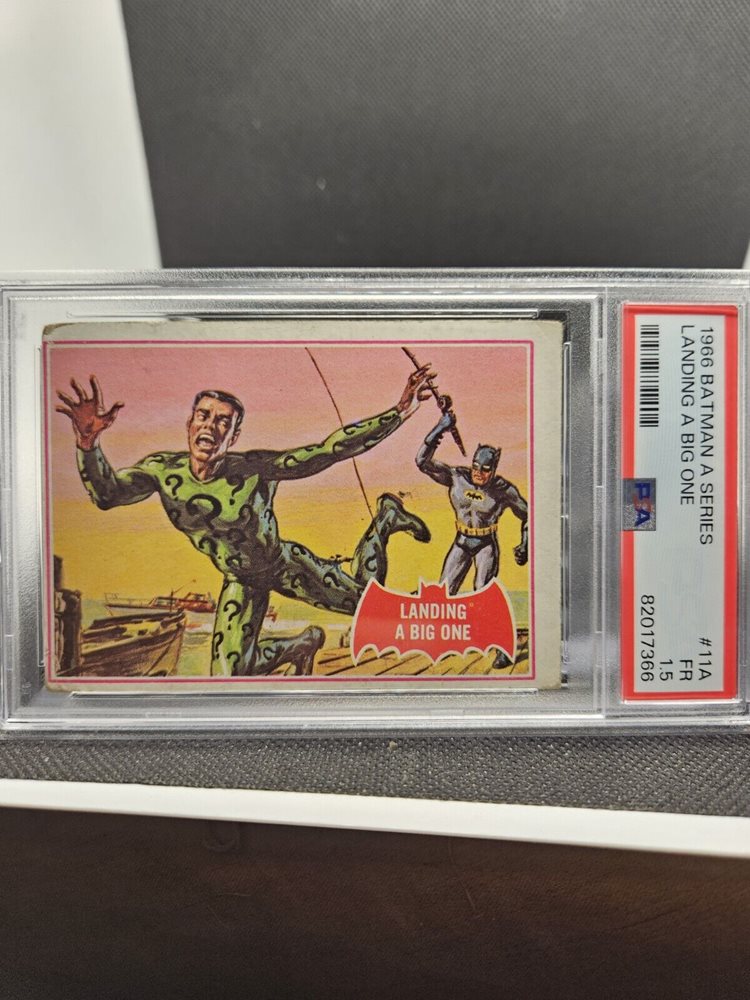 LANDING
A BIG ONE
1966 BATMAN A SERIES
LANDING A BIG ONE
PSA
#11A
FR
1.5
82017366